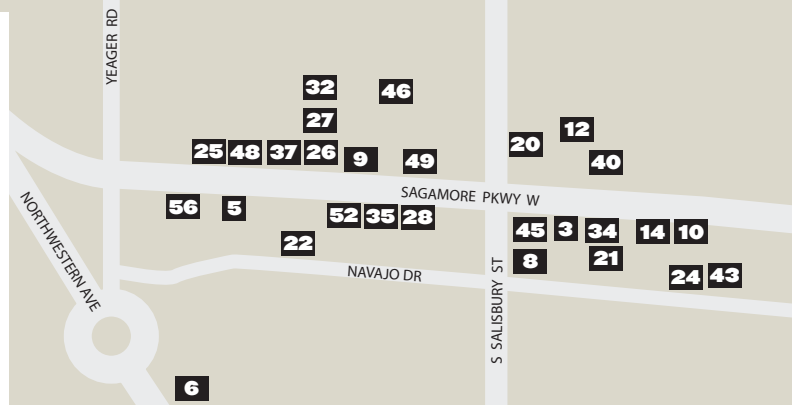 YEAGER RD
32
46
27
12
20
25 48 37 26 9 49
40
SAGAMORE PKWY W
56 5 52 35 28
45 3 34 14 10
22
8 21
NAVAJO DR
24 43
NORTHWESTERN AVE
S SALISBURY ST
6